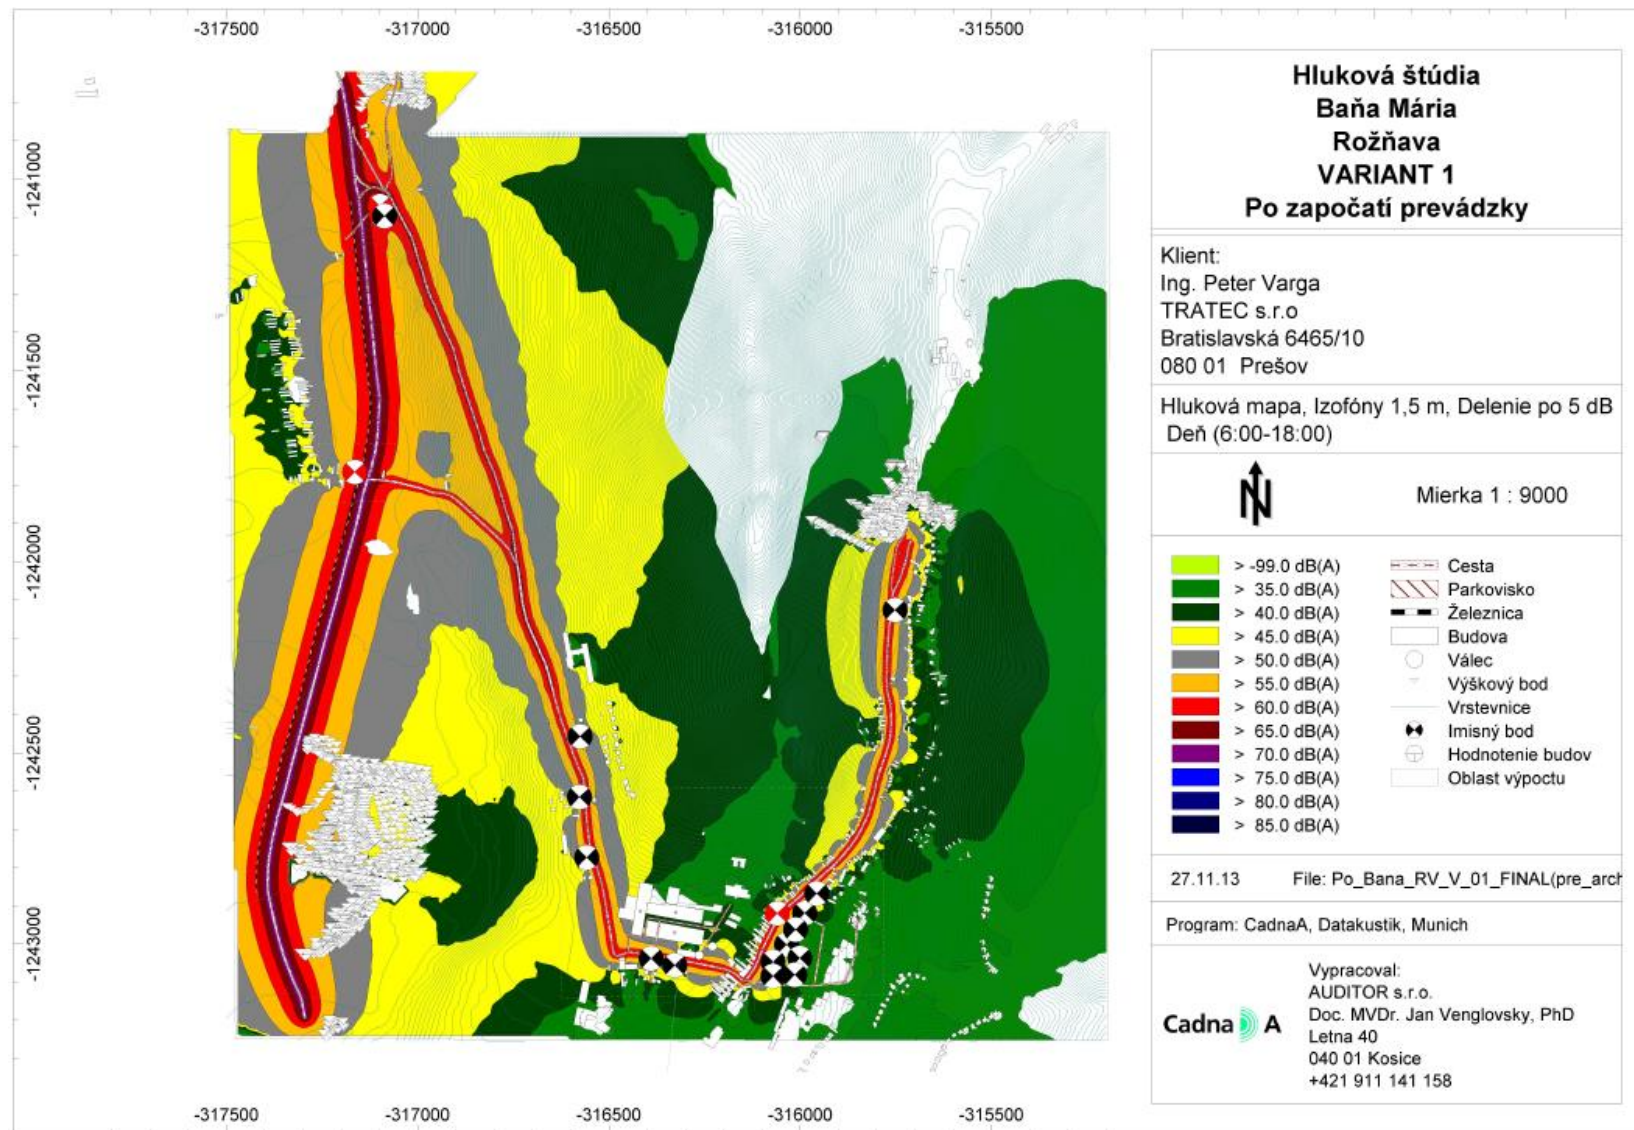 -317500 -317000 -316500 -316000 -315500
-1241000
-1241500
-1242000
-1242500
-1243000
-317500 -317000 -316500 -316000 -315500
Hluková štúdia
Baňa Mária
Rožňava
VARIANT 1
Po započatí prevádzky
Klient:
Ing. Peter Varga
TRATEC s.r.o
Bratislavská 6465/10
080 01 Prešov
Hluková mapa, Izofóny 1,5 m, Delenie po 5 dB
Deň (6:00-18:00)
N
Mierka 1 : 9000
> -99.0 dB(A)
> 35.0 dB(A)
> 40.0 dB(A)
> 45.0 dB(A)
> 50.0 dB(A)
> 55.0 dB(A)
> 60.0 dB(A)
> 65.0 dB(A)
> 70.0 dB(A)
> 75.0 dB(A)
> 80.0 dB(A)
> 85.0 dB(A)
Cesta
Parkovisko
Železnica
Budova
Válec
Výškový bod
Vrstevnice
Imisný bod
Hodnotenie budov
Oblast výpoctu
27.11.13 File: Po_Bana_RV_V_01_FINAL(pre_arch
Program: CadnaA, Datakustik, Munich
Cadna A
Vypracoval:
AUDITOR s.r.o.
Doc. MVDr. Jan Venglovsky, PhD
Letna 40
040 01 Kosice
+421 911 141 158